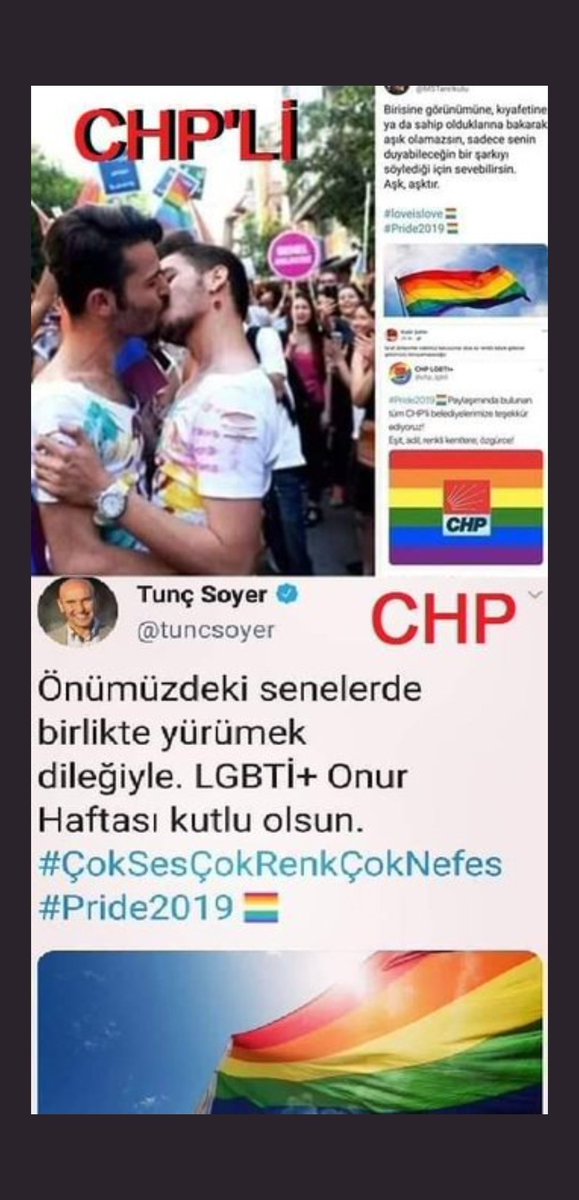 CHP'Lİ
GENEL
@MSTanrikulu
Birisine görünümüne, kıyafetine
ya da sahip olduklarına bakarak
aşık olamazsın, sadece senin
duyabileceğin bir şarkıyı
söylediği için sevebilirsin.
Aşk, aşktır.
#loveislove
#Pride2019
CHP LGBTİ+
#Pride2019 Paylaşımında bulunan
tüm CHP'li belediyelerimize teşekkür
ediyoruz!
Eşit, adil, renkli kentlere, özgürce!
CHP
Tunç Soyer
@tuncsoyer
CHP
Önümüzdeki senelerde
birlikte yürümek
dileğiyle. LGBTİ+ Onur
Haftası kutlu olsun.
#ÇokSesÇokRenkÇokNefes
#Pride2019